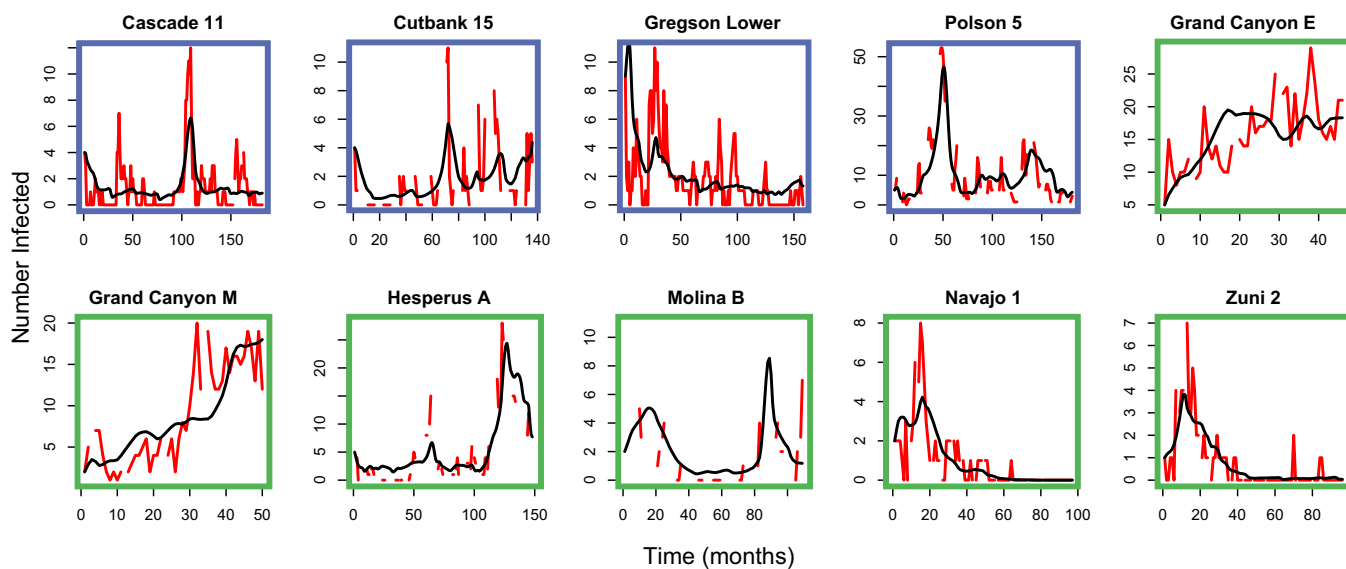 Cascade 11 Cutbank 15 Gregson Lower Polson 5 Grand Canyon E
0 2 4 6 8 10
0 50 100 150
0 2 4 6 8 10
0 20 60 100 140
0 2 4 6 8 10
0 50 100 150
0 10 30 50
0 50 100 150
5 10 15 20 25
0 10 20 30 40
Number Infected
Grand Canyon M Hesperus A Molina B Navajo 1 Zuni 2
5 10 15 20
0 10 20 30 40 50
0 5 10 20
0 50 100 150
0 2 4 6 8 10
0 20 40 60 80
0 2 4 6 8
0 20 40 60 80 100
0 1 2 3 4 5 6 7
0 20 40 60 80
Time (months)